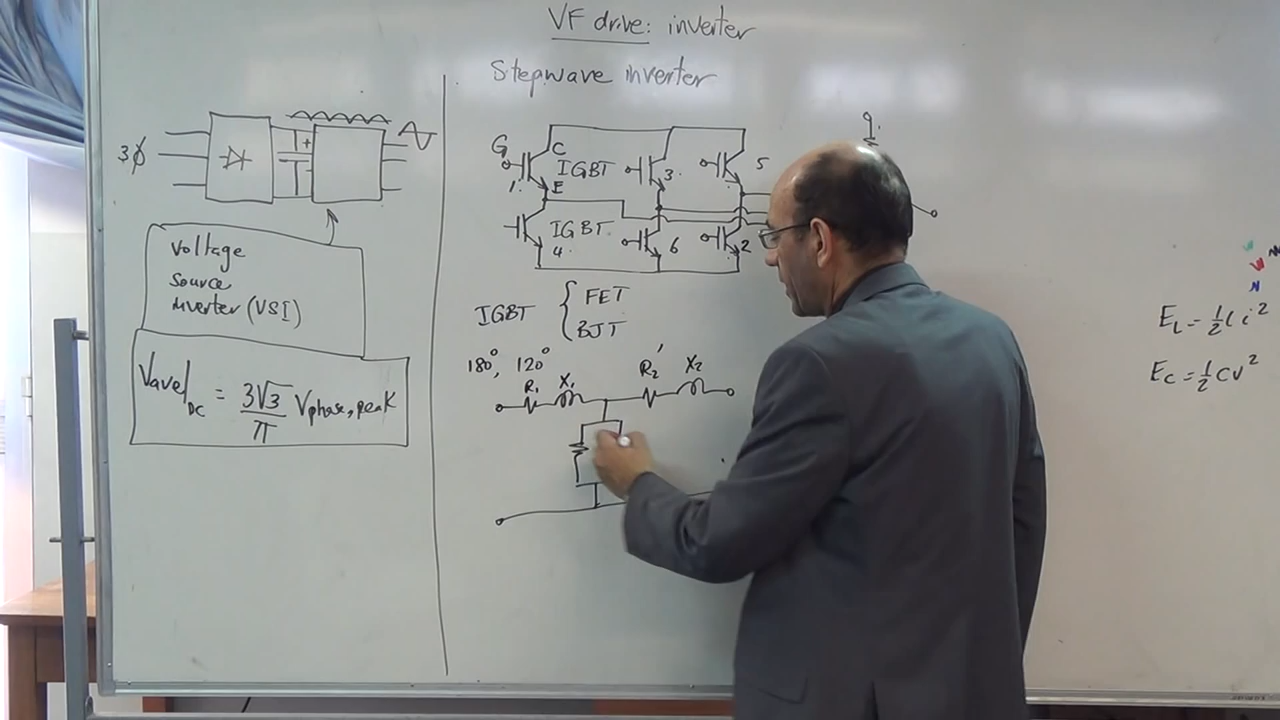 VF drive: inverter
Stepwave inverter
3φ
+
Voltage
Source
Inverter (VSI)
Vave|DC = 3√3/π Vphase, peak
G C IGBT 3 5
1 E
IGBT 4 6 2
IGBT { FET
BJT
180°, 120°
R1 X1 R2' X2
q
EL = 1/2 L i²
EC = 1/2 C v²